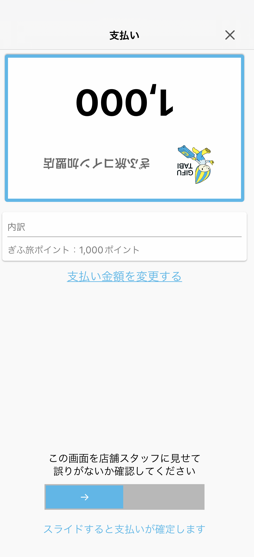 支払い
1,000
ぎふ旅コイン加盟店
GIFU
TABI
内訳
ぎふ旅ポイント：1,000ポイント
支払い金額を変更する
この画面を店舗スタッフに見せて
誤りがないか確認してください
スライドすると支払いが確定します